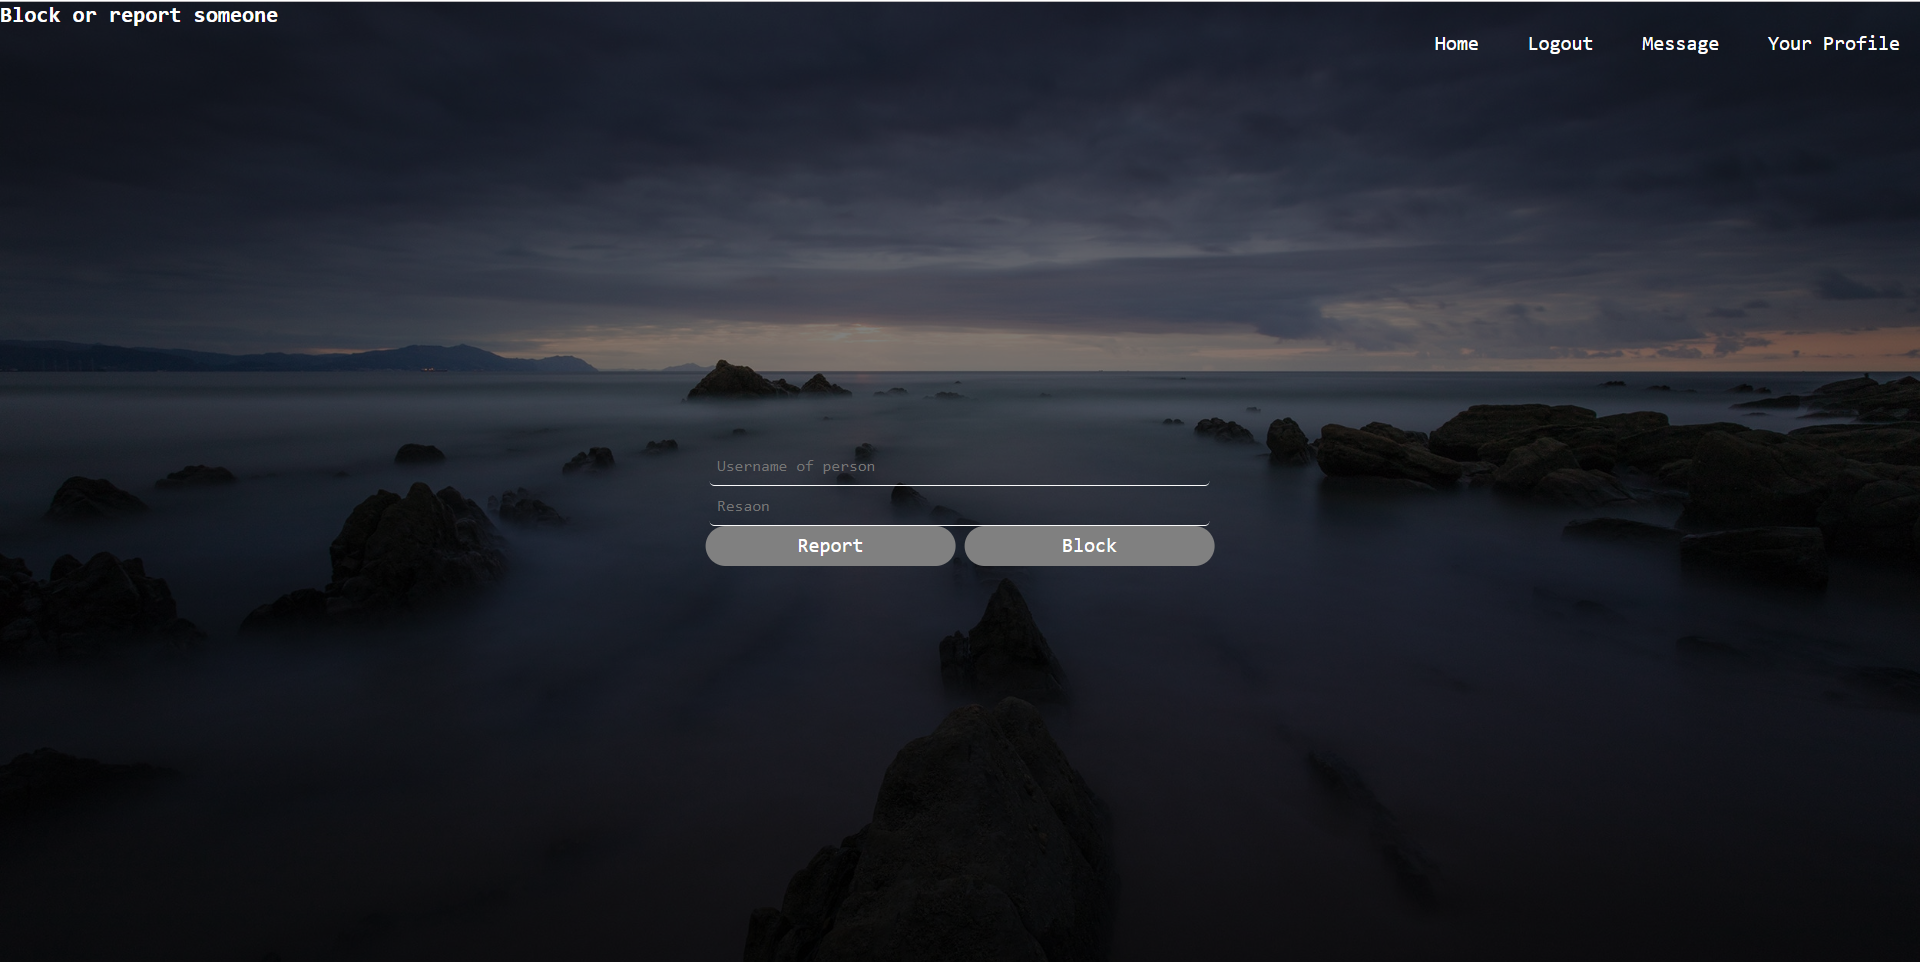 Block or report someone
Home Logout Message Your Profile
Username of person
Resaon
Report Block